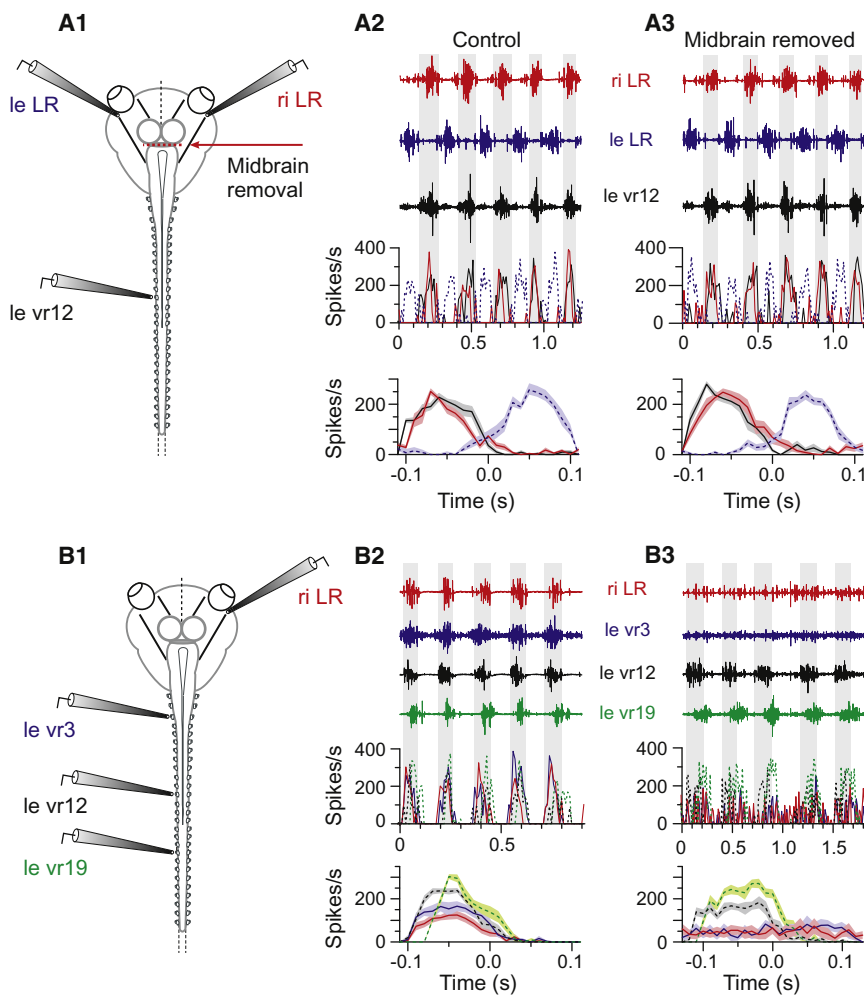 A1
le LR
ri LR
Midbrain
removal
le vr12
A2
Control
A3
Midbrain removed
ri LR
le LR
le vr12
Spikes/s
400
200
0
0 0.5 1.0
400
200
0
0 0.5 1.0
Spikes/s
200
0
-0.1 0.0 0.1
Time (s)
200
0
-0.1 0.0 0.1
Time (s)
B1
ri LR
le vr3
le vr12
le vr19
B2
B3
ri LR
le vr3
le vr12
le vr19
Spikes/s
400
200
0
0 0.5
400
200
0
0 0.5 1.0 1.5
Spikes/s
200
0
-0.1 0.0 0.1
Time (s)
200
0
-0.1 0.0 0.1
Time (s)